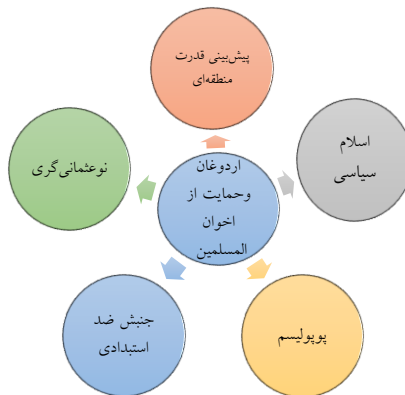 پیش‌بینی قدرت
منطقه‌ای
اسلام
سیاسی
نوعثمانی‌گری
اردوغان
وحمایت از
اخوان
المسلمین
جنبش ضد
استبدادی
پوپولیسم